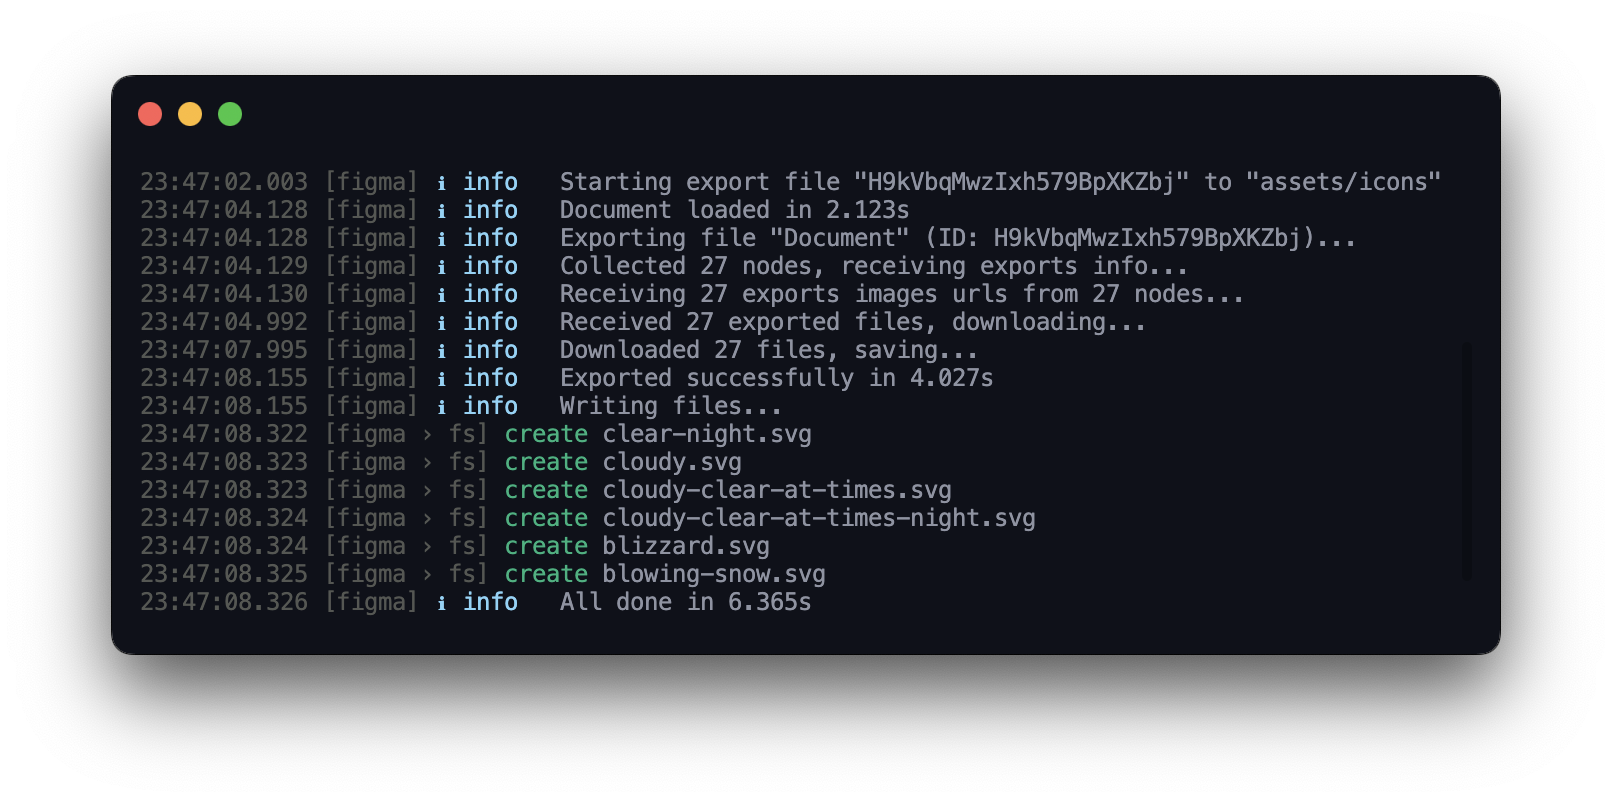 23:47:02.003 [figma] ℹ info   Starting export file "H9kVbqMwzIxh579BpXKZbj" to "assets/icons"
23:47:04.128 [figma] ℹ info   Document loaded in 2.123s
23:47:04.128 [figma] ℹ info   Exporting file "Document" (ID: H9kVbqMwzIxh579BpXKZbj)...
23:47:04.129 [figma] ℹ info   Collected 27 nodes, receiving exports info...
23:47:04.130 [figma] ℹ info   Receiving 27 exports images urls from 27 nodes...
23:47:04.992 [figma] ℹ info   Received 27 exported files, downloading...
23:47:07.995 [figma] ℹ info   Downloaded 27 files, saving...
23:47:08.155 [figma] ℹ info   Exported successfully in 4.027s
23:47:08.155 [figma] ℹ info   Writing files...
23:47:08.322 [figma › fs] create clear-night.svg
23:47:08.323 [figma › fs] create cloudy.svg
23:47:08.323 [figma › fs] create cloudy-clear-at-times.svg
23:47:08.324 [figma › fs] create cloudy-clear-at-times-night.svg
23:47:08.324 [figma › fs] create blizzard.svg
23:47:08.325 [figma › fs] create blowing-snow.svg
23:47:08.326 [figma] ℹ info   All done in 6.365s